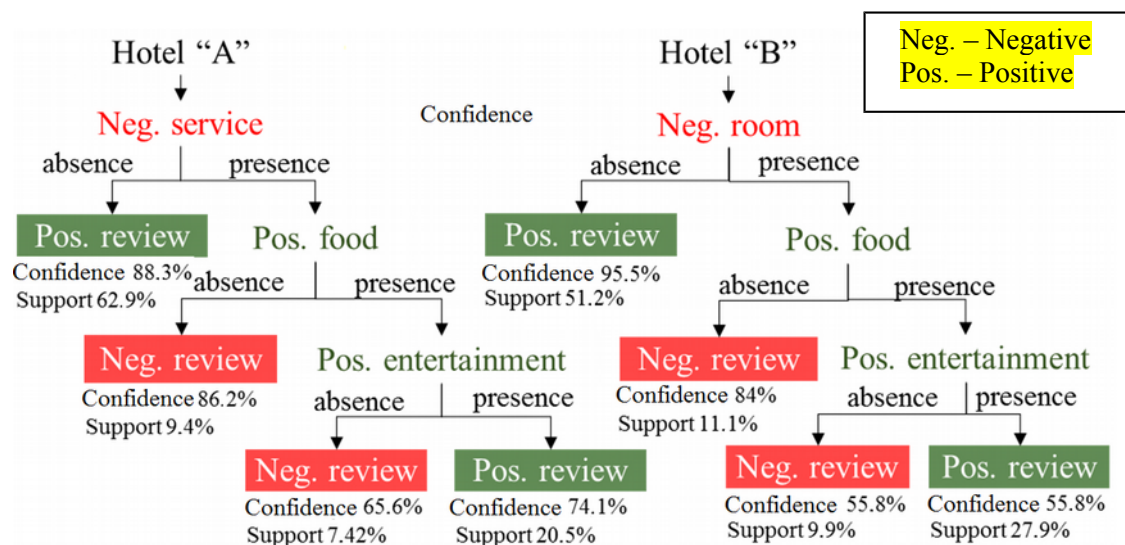 Hotel “A”
Hotel “B”
Neg. – Negative
Pos. – Positive
Neg. service
Confidence
Neg. room
absence
presence
absence
presence
Pos. review
Pos. food
Pos. review
Pos. food
Confidence 88.3%
Support 62.9%
Confidence 95.5%
Support 51.2%
absence
presence
absence
presence
Neg. review
Pos. entertainment
Neg. review
Pos. entertainment
Confidence 86.2%
Support 9.4%
Confidence 84%
Support 11.1%
absence
presence
absence
presence
Neg. review
Pos. review
Neg. review
Pos. review
Confidence 65.6%
Support 7.42%
Confidence 74.1%
Support 20.5%
Confidence 55.8%
Support 9.9%
Confidence 55.8%
Support 27.9%